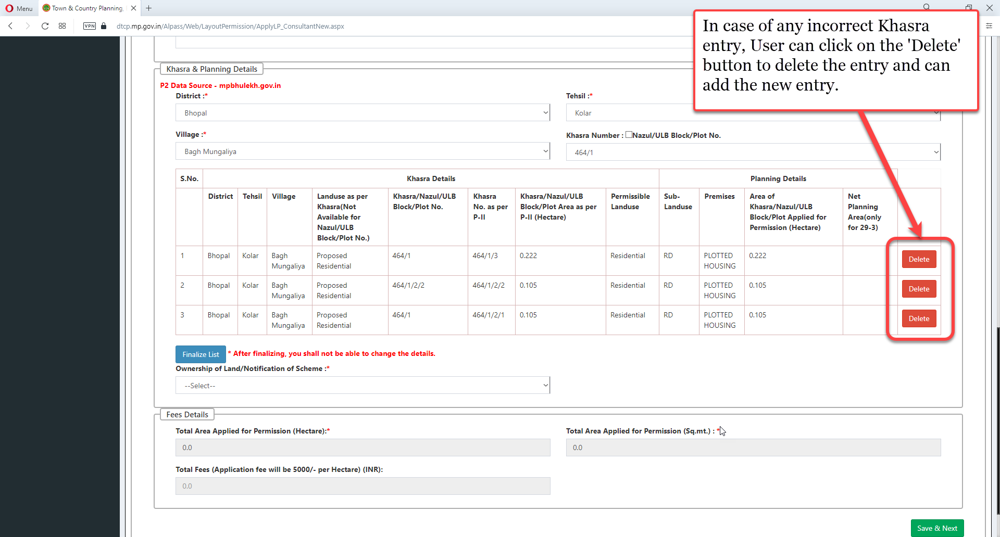 Menu
Town & Country Planning,
VPN
dtcp.mp.gov.in/Alpass/Web/LayoutPermission/ApplyLP_ConsultantNew.aspx
In case of any incorrect Khasra
entry, User can click on the 'Delete'
button to delete the entry and can
add the new entry.
Khasra & Planning Details
P2 Data Source - mpbhulekh.gov.in
District :*
Tehsil :*
Bhopal
Kolar
Village :*
Khasra Number : Nazul/ULB Block/Plot No.
Bagh Mungaliya
464/1
S.No. Khasra Details Planning Details
District Tehsil Village Landuse as per Khasra(Not Available for Nazul/ULB Block/Plot No.) Khasra/Nazul/ULB Block/Plot No. Khasra No. as per P-II Khasra/Nazul/ULB Block/Plot Area as per P-II (Hectare) Permissible Landuse Sub-Landuse Premises Area of Khasra/Nazul/ULB Block/Plot Applied for Permission (Hectare) Net Planning Area(only for 29-3)
1 Bhopal Kolar Bagh Mungaliya Proposed Residential 464/1 464/1/3 0.222 Residential RD PLOTTED HOUSING 0.222 Delete
2 Bhopal Kolar Bagh Mungaliya Proposed Residential 464/1/2/2 464/1/2/2 0.105 Residential RD PLOTTED HOUSING 0.105 Delete
3 Bhopal Kolar Bagh Mungaliya Proposed Residential 464/1 464/1/2/1 0.105 Residential RD PLOTTED HOUSING 0.105 Delete
Finalize List * After finalizing, you shall not be able to change the details.
Ownership of Land/Notification of Scheme :*
--Select--
Fees Details
Total Area Applied for Permission (Hectare):*
Total Area Applied for Permission (Sq.mt.) : *
0.0
0.0
Total Fees (Application fee will be 5000/- per Hectare) (INR):
0.0
Save & Next